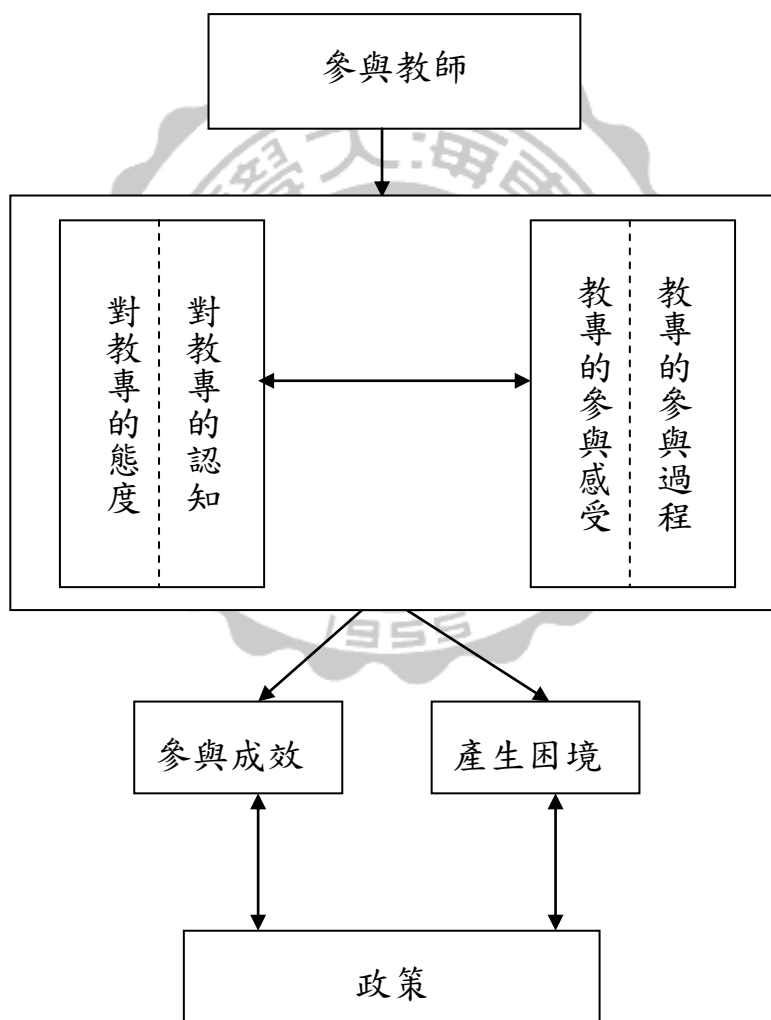 參與教師
對教專的態度
對教專的認知
教專的參與感受
教專的參與過程
1955
參與成效
產生困境
政策